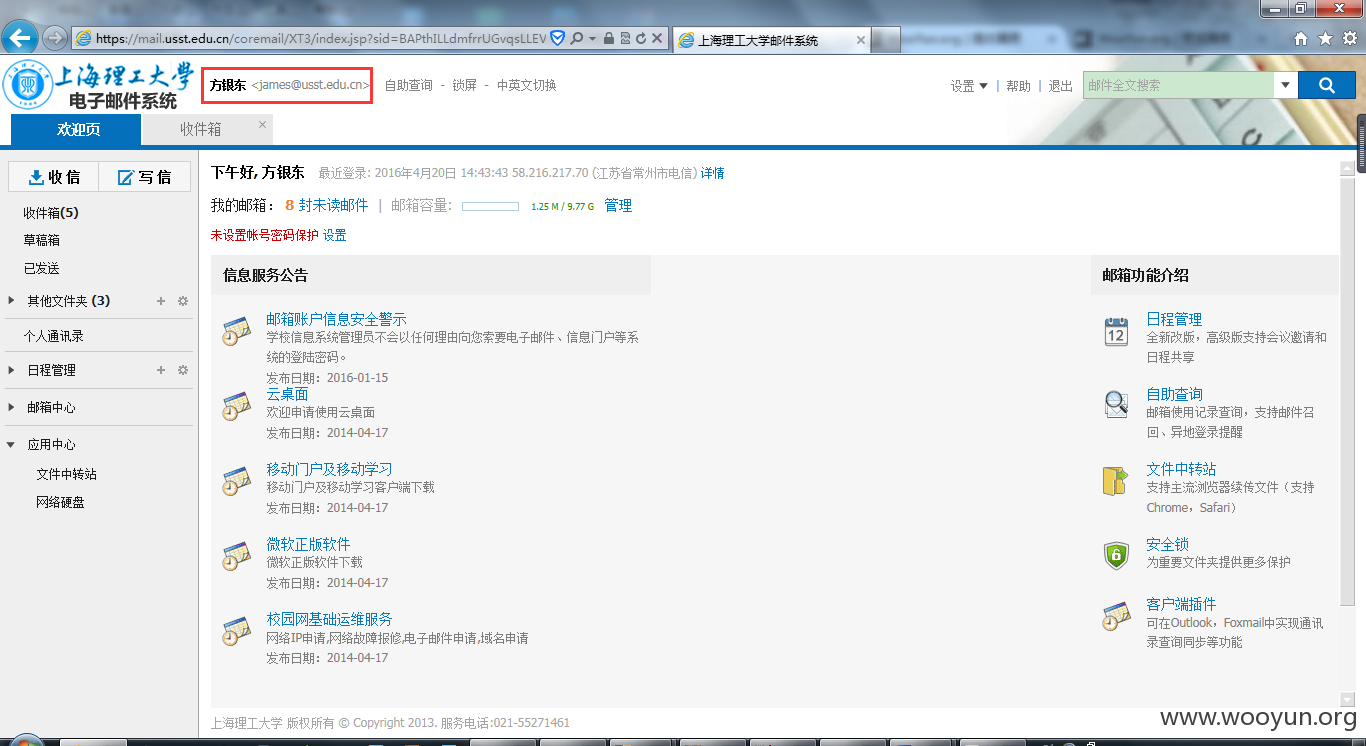 https://mail.usst.edu.cn/coremail/XT3/index.jsp?sid=BAPthILLdmfrrUGvqsLLEV
上海理工大学邮件系统
上海理工大学
电子邮件系统
方银东 <james@usst.edu.cn> 自助查询 - 锁屏 - 中英文切换
设置 | 帮助 | 退出 邮件全文搜索
欢迎页 收件箱
收信 写信
收件箱(5)
草稿箱
已发送
其他文件夹 (3)
个人通讯录
日程管理
邮箱中心
应用中心
文件中转站
网络硬盘
下午好, 方银东 最近登录: 2016年4月20日 14:43:43 58.216.217.70 (江苏省常州市电信) 详情
我的邮箱: 8 封未读邮件 | 邮箱容量: 1.25 M / 9.77 G 管理
未设置帐号密码保护 设置
信息服务公告
邮箱账户信息安全警示
学校信息系统管理员不会以任何理由向您索要电子邮件、信息门户等系
统的登陆密码。
发布日期：2016-01-15
云桌面
欢迎申请使用云桌面
发布日期：2014-04-17
移动门户及移动学习
移动门户及移动学习客户端下载
发布日期：2014-04-17
微软正版软件
微软正版软件下载
发布日期：2014-04-17
校园网基础运维服务
网络IP申请,网络故障报修,电子邮件申请,域名申请
发布日期：2014-04-17
邮箱功能介绍
12
日程管理
全新改版，高级版支持会议邀请和
日程共享
自助查询
邮箱使用记录查询，支持邮件召
回、异地登录提醒
文件中转站
支持主流浏览器续传文件（支持
Chrome，Safari）
安全锁
为重要文件夹提供更多保护
客户端插件
可在Outlook，Foxmail中实现通讯
录查询同步等功能
上海理工大学 版权所有 © Copyright 2013. 服务电话:021-55271461
www.wooyun.org